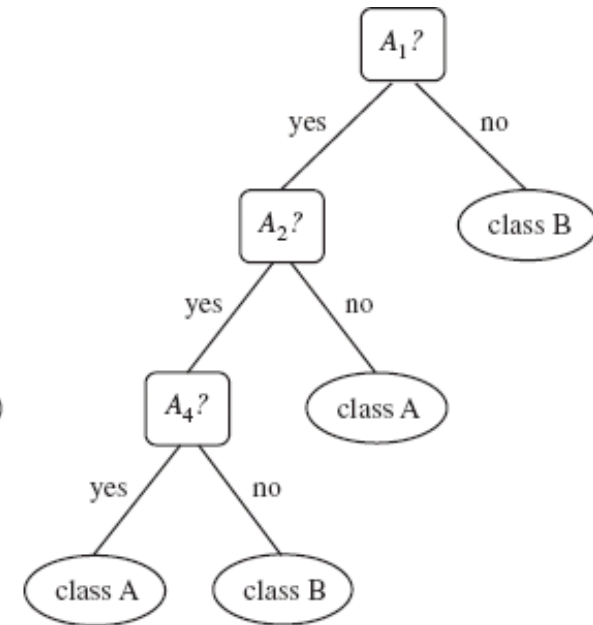 A₁?
yes
no
A₂?
class B
yes
no
A₄?
class A
yes
no
class A
class B